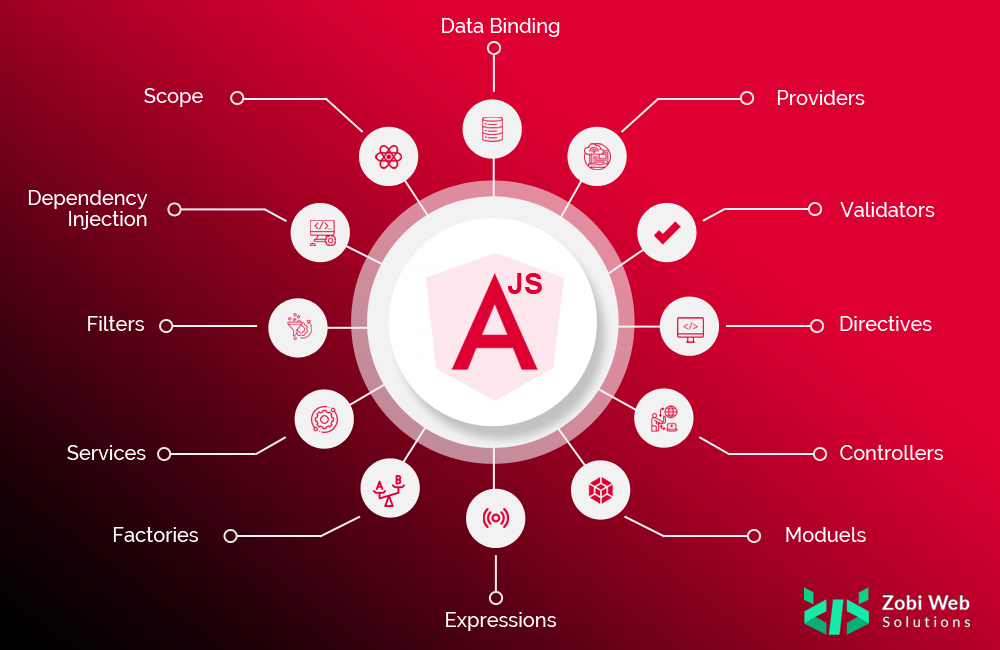 Data Binding
Scope
Providers
Dependency
Injection
Validators
JS
A
Filters
Directives
Services
Controllers
A
B
Factories
Moduels
Expressions
Zobi Web
Solutions